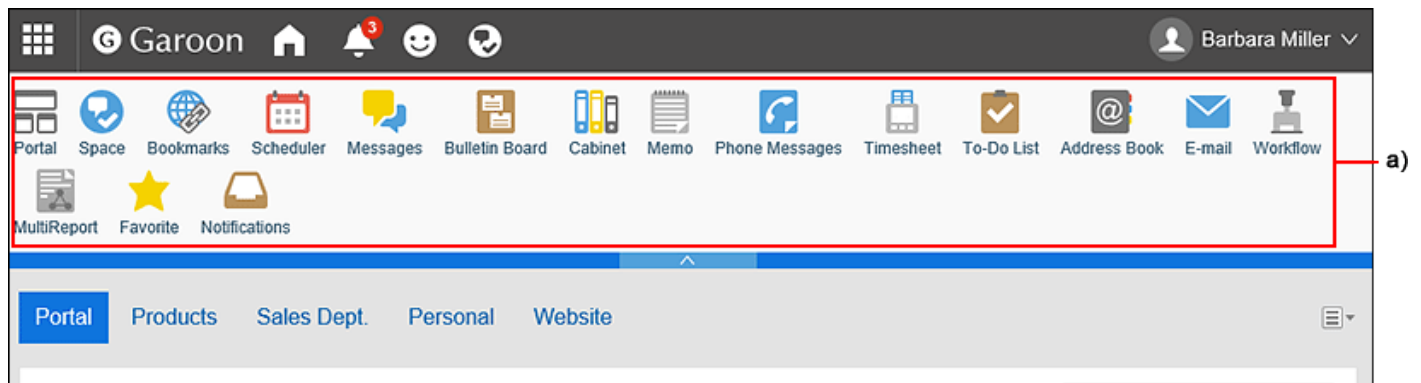 G Garoon 3 Barbara Miller
Portal Space Bookmarks Scheduler Messages Bulletin Board Cabinet Memo Phone Messages Timesheet To-Do List Address Book E-mail Workflow
a)
MultiReport Favorite Notifications
Portal Products Sales Dept. Personal Website